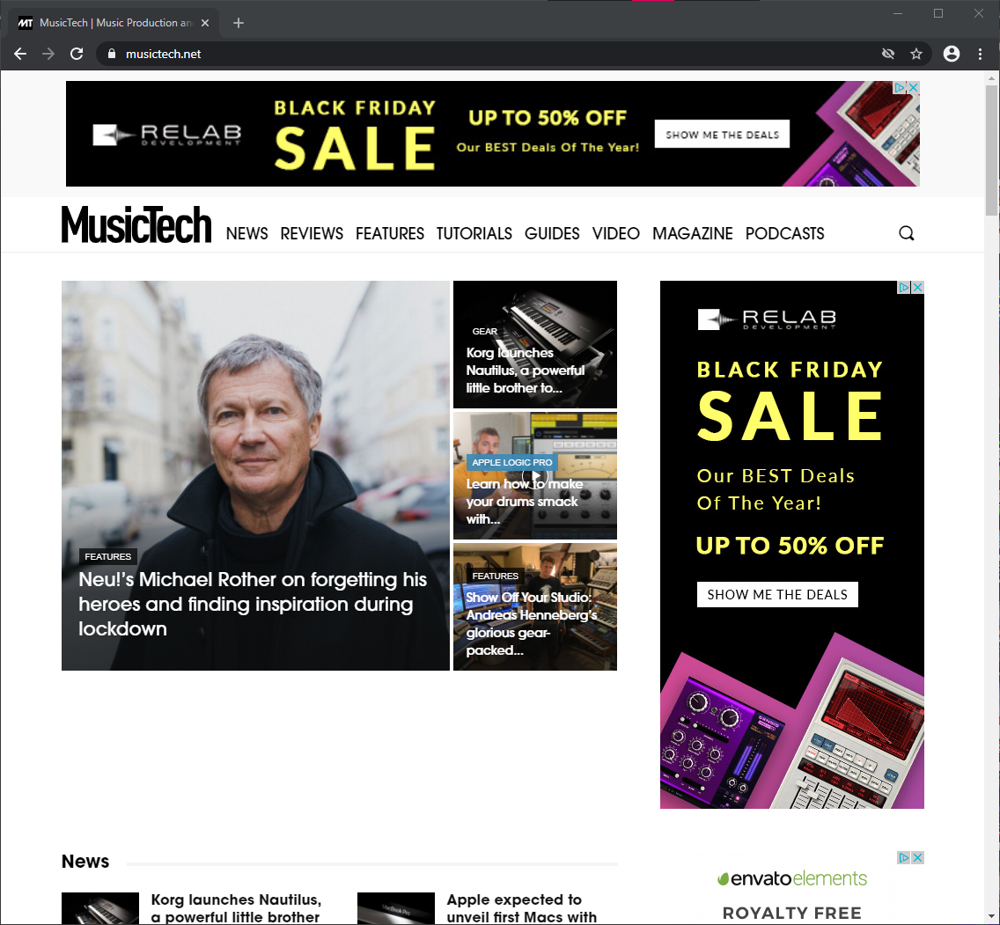 MT MusicTech | Music Production an
musictech.net
RELAB
DEVELOPMENT
BLACK FRIDAY
SALE
UP TO 50% OFF
Our BEST Deals Of The Year!
SHOW ME THE DEALS
MusicTech NEWS REVIEWS FEATURES TUTORIALS GUIDES VIDEO MAGAZINE PODCASTS
FEATURES
Neu!’s Michael Rother on forgetting his
heroes and finding inspiration during
lockdown
GEAR
Korg launches
Nautilus, a powerful
little brother to...
APPLE LOGIC PRO
Learn how to make
your drums smack
with...
FEATURES
Show Off Your Studio:
Andreas Henneberg’s
glorious gear-
packed...
RELAB
DEVELOPMENT
BLACK FRIDAY
SALE
Our BEST Deals
Of The Year!
UP TO 50% OFF
SHOW ME THE DEALS
News
Korg launches Nautilus,
a powerful little brother
MacBook Pro
Apple expected to
unveil first Macs with
envatoelements
ROYALTY FREE